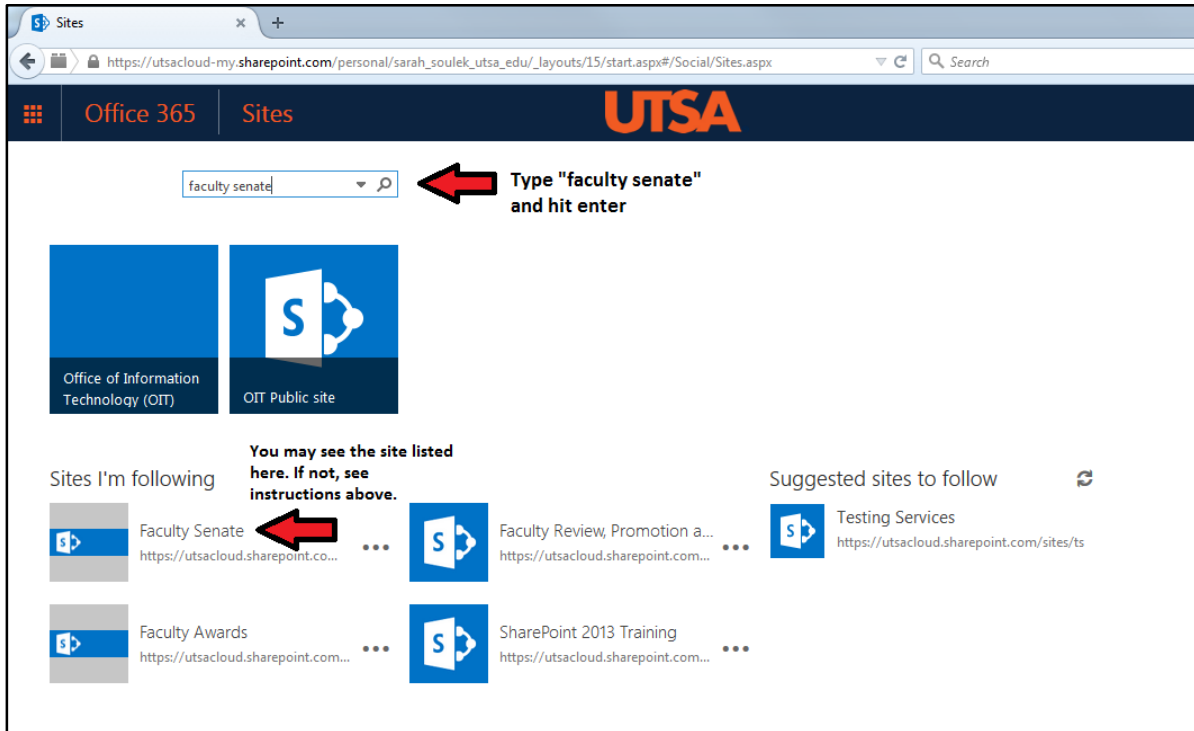 Sites
https://utsacloud-my.sharepoint.com/personal/sarah_soulek_utsa_edu/_layouts/15/start.aspx#/Social/Sites.aspx
Search
Office 365
Sites
UTSA
faculty senate
Type "faculty senate"
and hit enter
S
Office of Information
Technology (OIT)
OIT Public site
You may see the site listed
here. If not, see
instructions above.
Sites I'm following
Suggested sites to follow
Faculty Senate
https://utsacloud.sharepoint.co...
Faculty Review, Promotion a...
https://utsacloud.sharepoint.com...
Testing Services
https://utsacloud.sharepoint.com/sites/ts
Faculty Awards
https://utsacloud.sharepoint.com...
SharePoint 2013 Training
https://utsacloud.sharepoint.com...